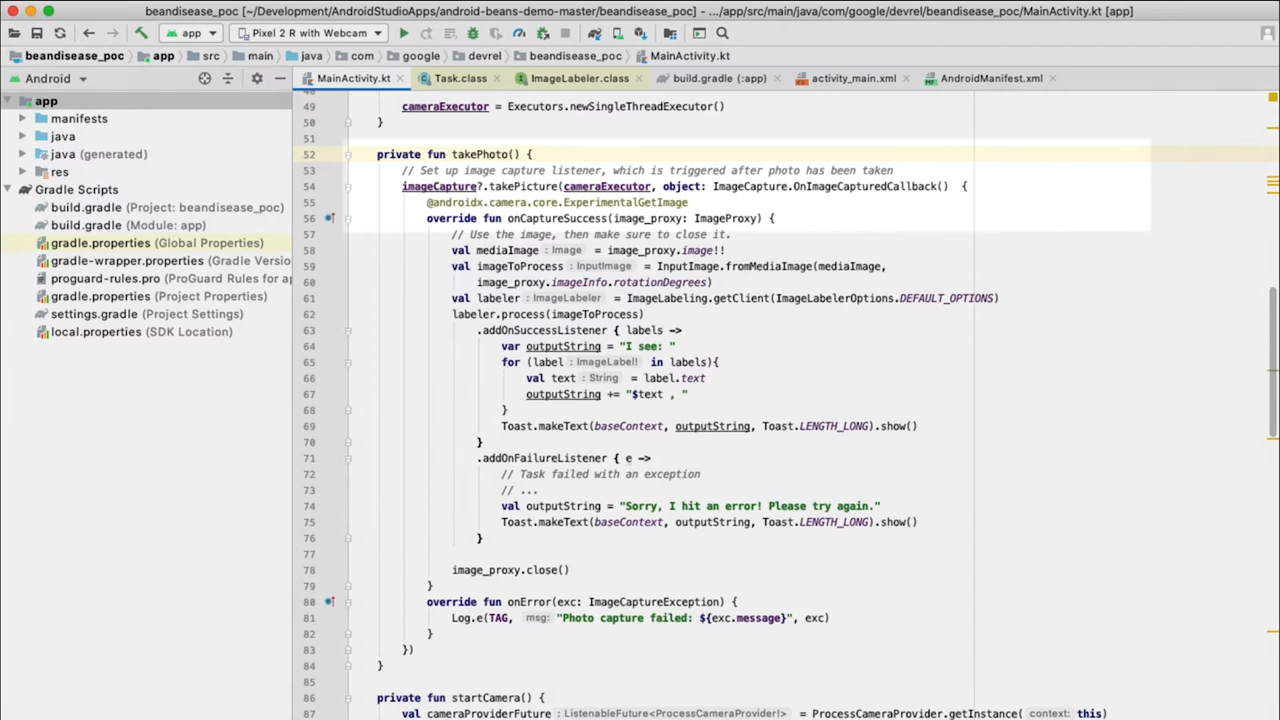 beandisease_poc [~/Development/AndroidStudioApps/android-beans-demo-master/beandisease_poc] - .../app/src/main/java/com/google/devrel/beandisease_poc/MainActivity.kt [app]
app
Pixel 2 R with Webcam
beandisease_poc app src main java com google devrel beandisease_poc MainActivity.kt
Android
MainActivity.kt Task.class ImageLabeler.class build.gradle (:app) activity_main.xml AndroidManifest.xml
app
manifests
java
java (generated)
res
Gradle Scripts
build.gradle (Project: beandisease_poc)
build.gradle (Module: app)
gradle.properties (Global Properties)
gradle-wrapper.properties (Gradle Versio
proguard-rules.pro (ProGuard Rules for ap
gradle.properties (Project Properties)
settings.gradle (Project Settings)
local.properties (SDK Location)
48
49 cameraExecutor = Executors.newSingleThreadExecutor()
50 }
51
52 private fun takePhoto() {
53 // Set up image capture listener, which is triggered after photo has been taken
54 imageCapture?.takePicture(cameraExecutor, object: ImageCapture.OnImageCapturedCallback() {
55 @androidx.camera.core.ExperimentalGetImage
56 override fun onCaptureSuccess(image_proxy: ImageProxy) {
57 // Use the image, then make sure to close it.
58 val mediaImage : Image = image_proxy.image!!
59 val imageToProcess : InputImage = InputImage.fromMediaImage(mediaImage,
60 image_proxy.imageInfo.rotationDegrees)
61 val labeler : ImageLabeler = ImageLabeling.getClient(ImageLabelerOptions.DEFAULT_OPTIONS)
62 labeler.process(imageToProcess)
63 .addOnSuccessListener { labels ->
64 var outputString = "I see: "
65 for (label : ImageLabel! in labels){
66 val text : String = label.text
67 outputString += "$text , "
68 }
69 Toast.makeText(baseContext, outputString, Toast.LENGTH_LONG).show()
70 }
71 .addOnFailureListener { e ->
72 // Task failed with an exception
73 // ...
74 val outputString = "Sorry, I hit an error! Please try again."
75 Toast.makeText(baseContext, outputString, Toast.LENGTH_LONG).show()
76 }
77
78 image_proxy.close()
79 }
80 override fun onError(exc: ImageCaptureException) {
81 Log.e(TAG, msg: "Photo capture failed: ${exc.message}", exc)
82 }
83 })
84 }
85
86 private fun startCamera() {
87 val cameraProviderFuture : ListenableFuture<ProcessCameraProvider!> = ProcessCameraProvider.getInstance( context: this)